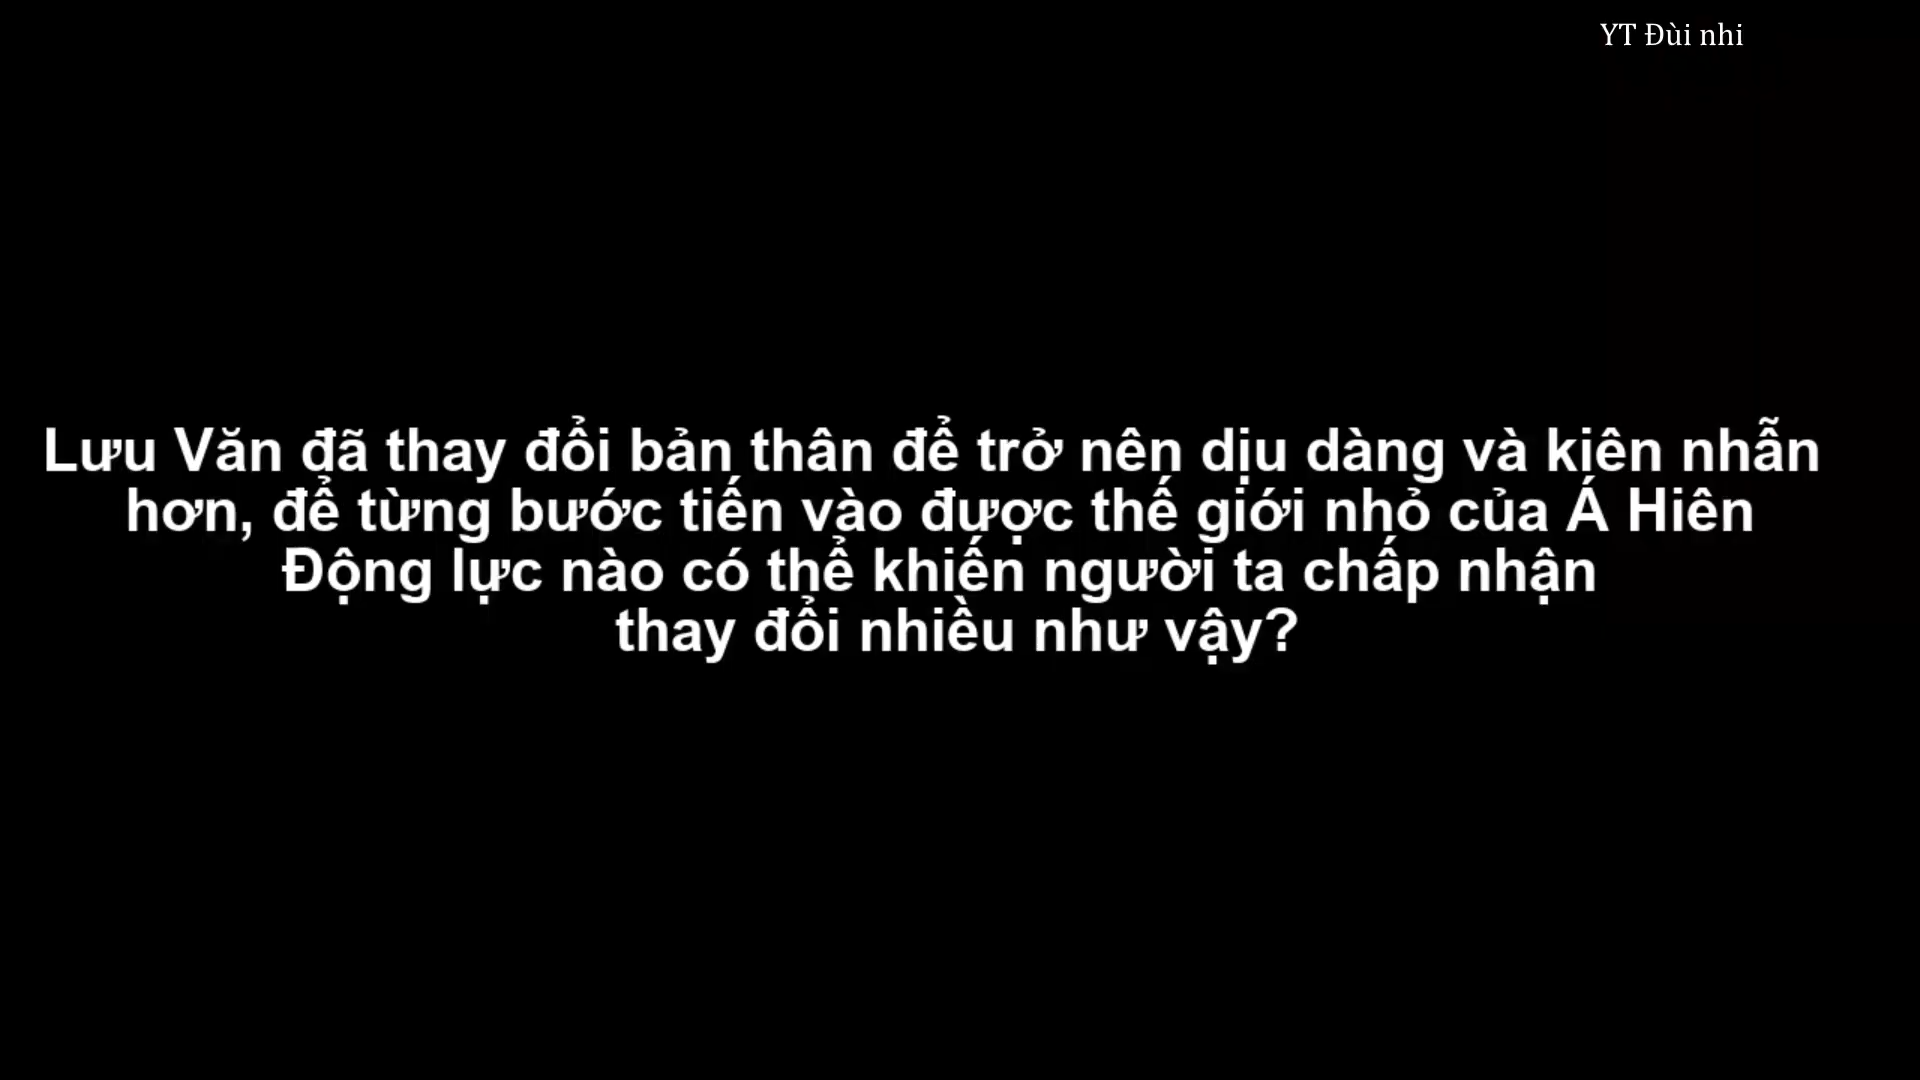 YT Đùi nhi
Lưu Văn đã thay đổi bản thân để trở nên dịu dàng và kiên nhẫn
hơn, để từng bước tiến vào được thế giới nhỏ của Á Hiên
Động lực nào có thể khiến người ta chấp nhận
thay đổi nhiều như vậy?